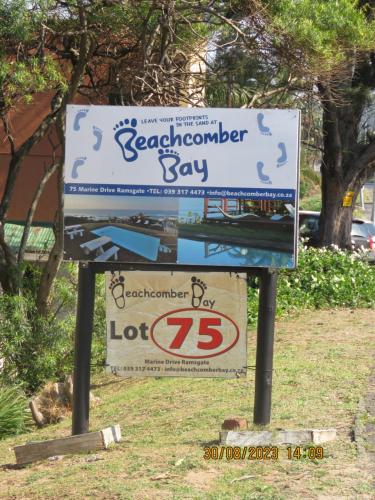 LEAVE YOUR FOOTPRINTS
IN THE SAND AT
Beachcomber
Bay
75 Marine Drive Ramsgate • TEL: 039 317 4473 • info@beachcomberbay.co.za
Beachcomber Bay
Lot 75
Marine Drive Ramsgate
TEL: 039 317 4473 - info@beachcomberbay.co.za
30/08/2023 14:09